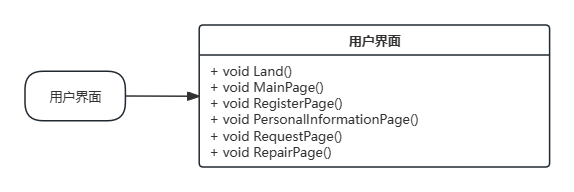 用户界面
用户界面
+ void Land()
+ void MainPage()
+ void RegisterPage()
+ void PersonalInformationPage()
+ void RequestPage()
+ void RepairPage()